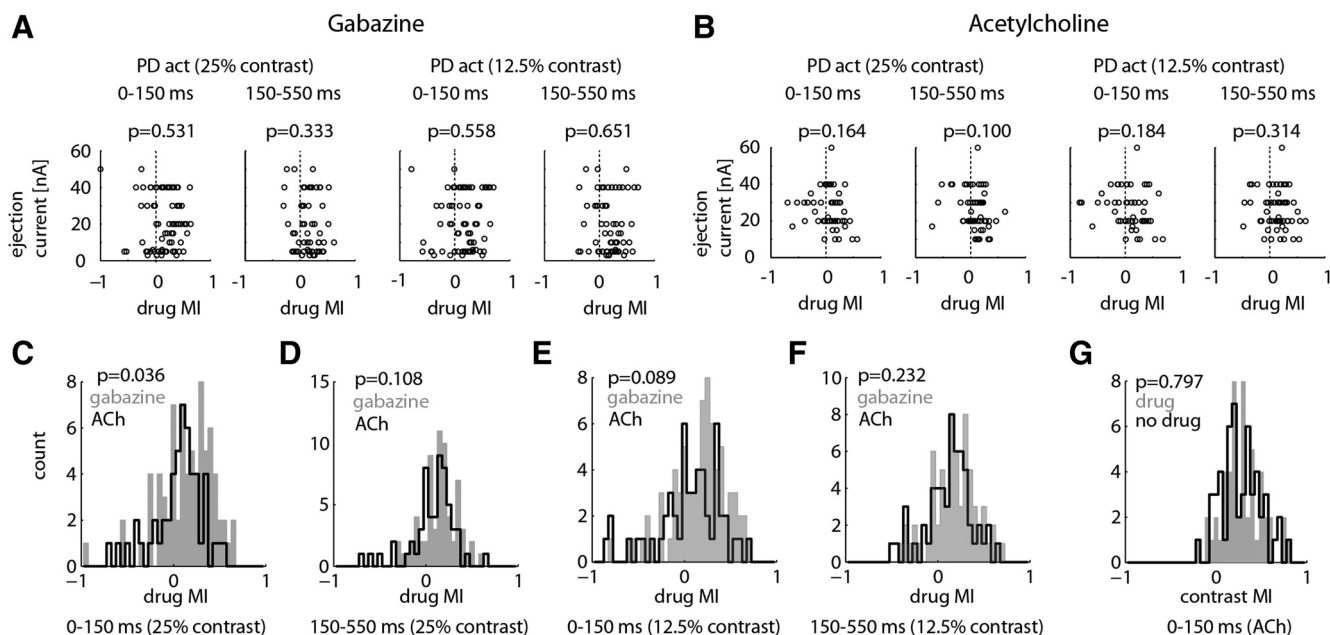 A
Gabazine
PD act (25% contrast)
PD act (12.5% contrast)
0-150 ms
150-550 ms
0-150 ms
150-550 ms
p=0.531
p=0.333
p=0.558
p=0.651
60
40
20
0
ejection
current [nA]
−1
1
-1
1
-1
1
-1
1
drug MI
drug MI
drug MI
drug MI
B
Acetylcholine
PD act (25% contrast)
PD act (12.5% contrast)
0-150 ms
150-550 ms
0-150 ms
150-550 ms
p=0.164
p=0.100
p=0.184
p=0.314
60
40
20
0
ejection
current [nA]
-1
1
-1
1
-1
1
-1
1
drug MI
drug MI
drug MI
drug MI
C
p=0.036
gabazine
ACh
8
6
4
2
0
count
−1
0
1
drug MI
0-150 ms (25% contrast)
D
p=0.108
gabazine
ACh
15
10
5
0
−1
0
1
drug MI
150-550 ms (25% contrast)
E
p=0.089
gabazine
ACh
8
6
4
2
0
−1
0
1
drug MI
0-150 ms (12.5% contrast)
F
p=0.232
gabazine
ACh
10
8
6
4
2
0
−1
0
1
drug MI
150-550 ms (12.5% contrast)
G
p=0.797
drug
no drug
8
6
4
2
0
−1
0
1
contrast MI
0-150 ms (ACh)